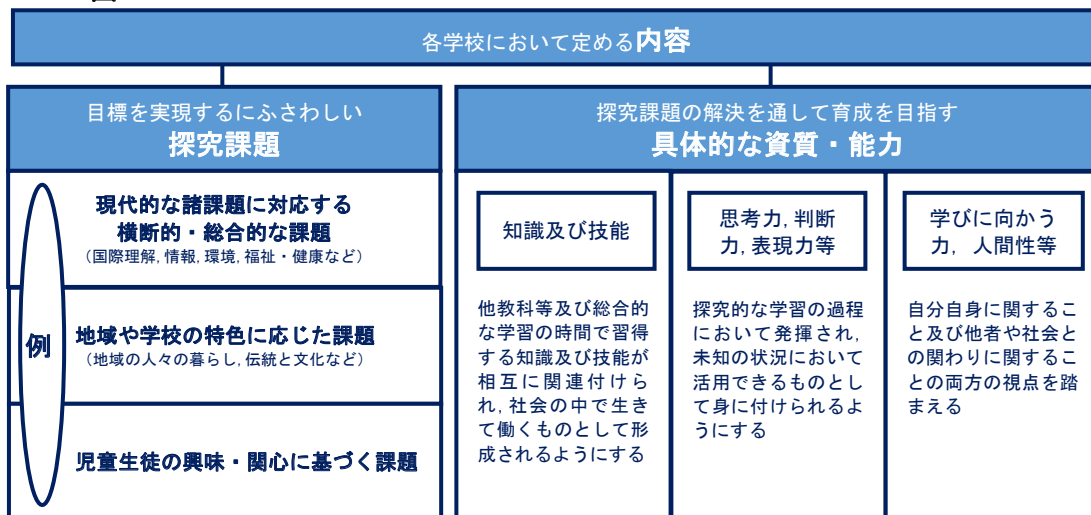 各学校において定める内容
目標を実現するにふさわしい
探究課題
例
現代的な諸課題に対応する
横断的・総合的な課題
（国際理解,情報,環境,福祉・健康など）
地域や学校の特色に応じた課題
（地域の人々の暮らし,伝統と文化など）
児童生徒の興味・関心に基づく課題
探究課題の解決を通して育成を目指す
具体的な資質・能力
知識及び技能
他教科等及び総合的
な学習の時間で習得
する知識及び技能が
相互に関連付けら
れ,社会の中で生き
て働くものとして形
成されるようにする
思考力,判断
力,表現力等
探究的な学習の過程
において発揮され,
未知の状況において
活用できるものとし
て身に付けられるよ
うにする
学びに向かう
力，人間性等
自分自身に関するこ
と及び他者や社会と
の関わりに関するこ
との両方の視点を踏
まえる